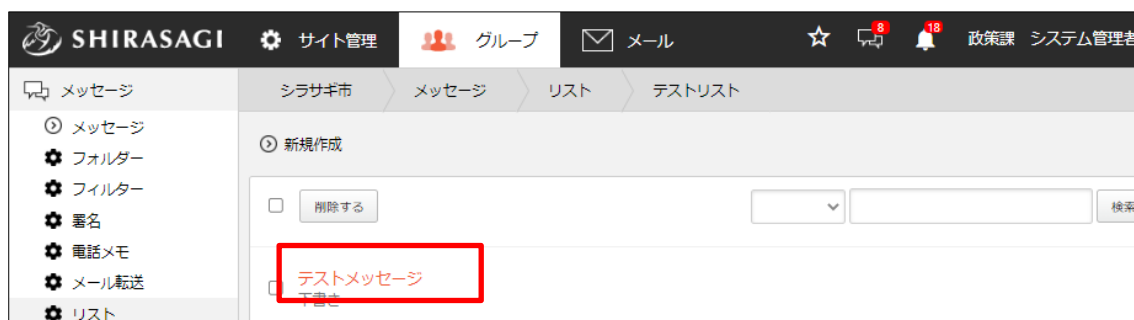 SHIRASAGI サイト管理 グループ メール 8 18 政策課 システム管理者
メッセージ
シラサギ市 メッセージ リスト テストリスト
メッセージ
フォルダー
フィルター
署名
電話メモ
メール転送
リスト
新規作成
削除する 検索
テストメッセージ
下書き